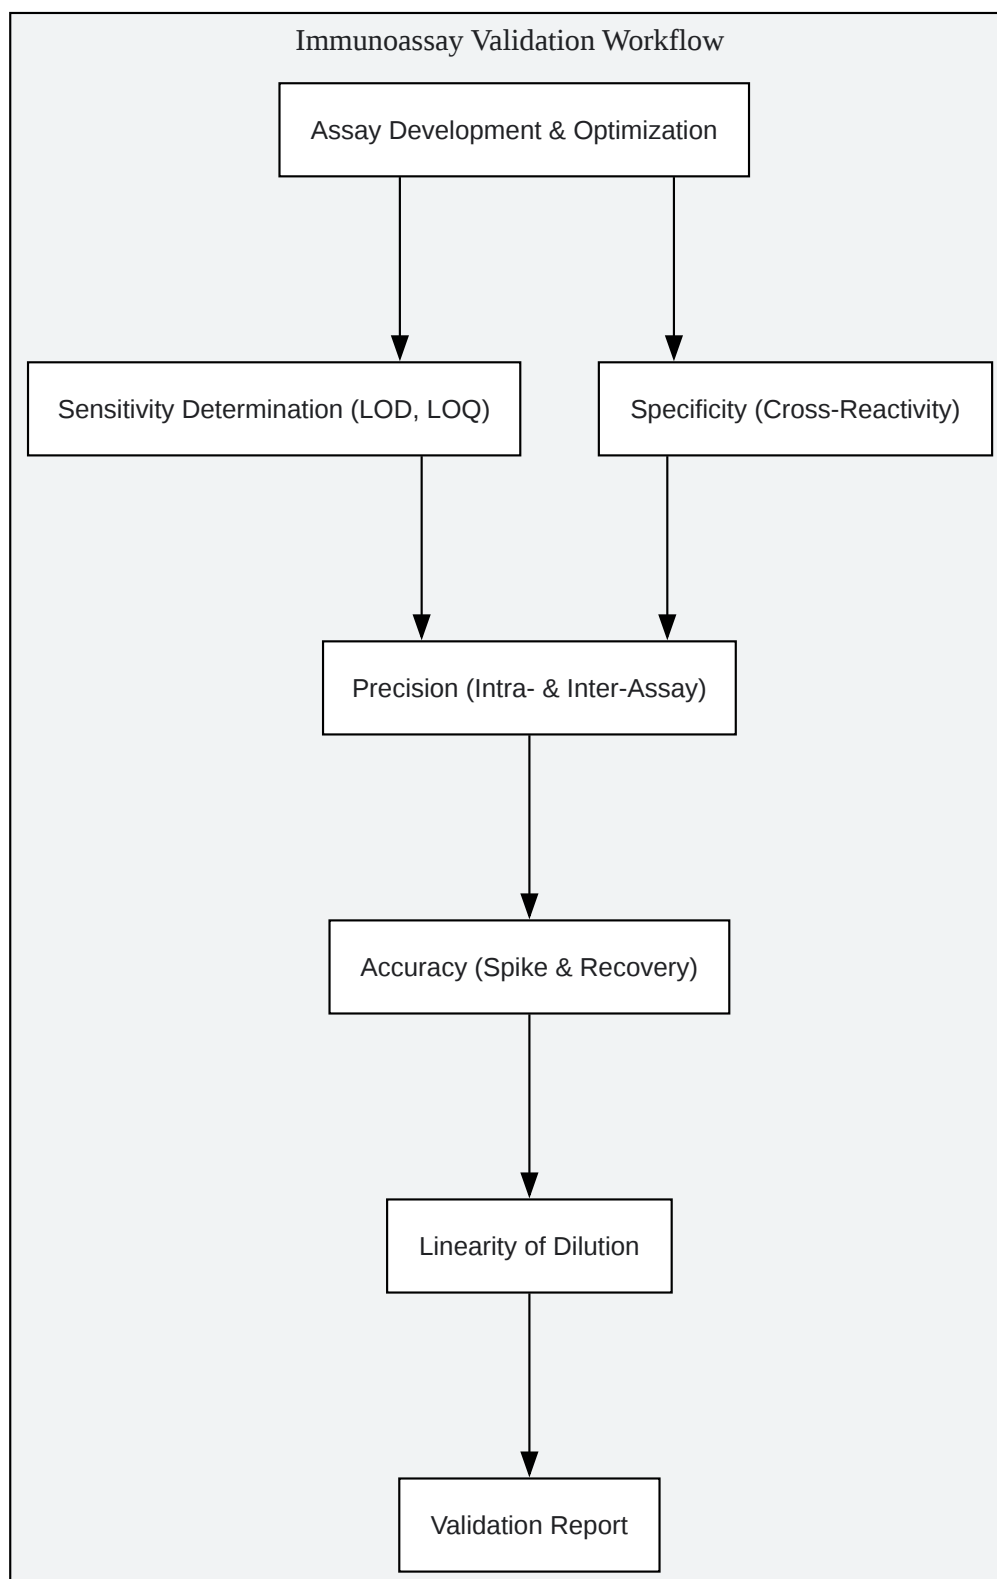 Immunoassay Validation Workflow
Assay Development & Optimization
Sensitivity Determination (LOD, LOQ)
Specificity (Cross-Reactivity)
Precision (Intra- & Inter-Assay)
Accuracy (Spike & Recovery)
Linearity of Dilution
Validation Report